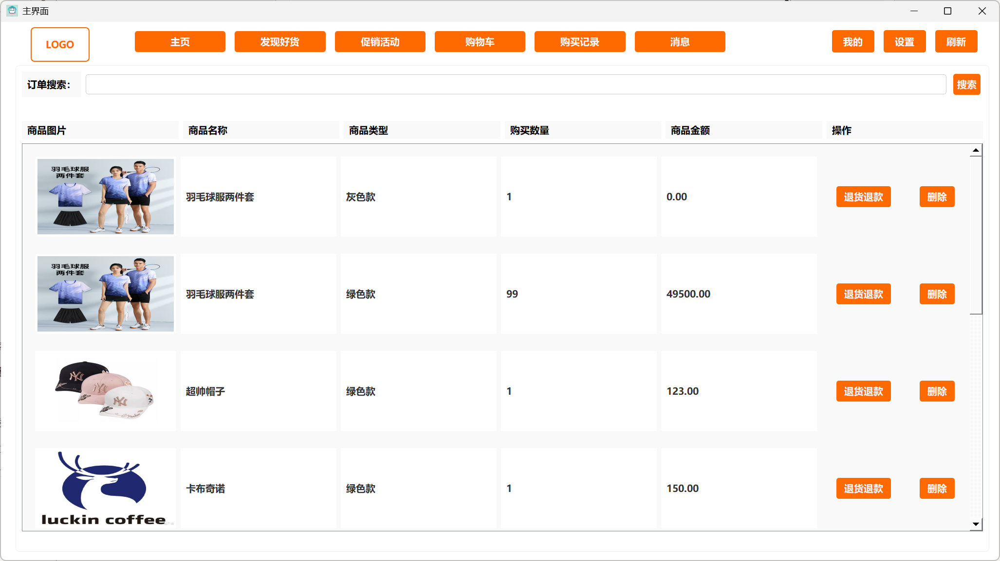 主界面
LOGO
主页
发现好货
促销活动
购物车
购买记录
消息
我的
设置
刷新
订单搜索：
搜索
商品图片
商品名称
商品类型
购买数量
商品金额
操作
羽毛球服
两件套
羽毛球服两件套
灰色款
1
0.00
退货退款
删除
羽毛球服
两件套
羽毛球服两件套
绿色款
99
49500.00
退货退款
删除
NY
NY
NY
超帅帽子
绿色款
1
123.00
退货退款
删除
luckin coffee
卡布奇诺
绿色款
1
150.00
退货退款
删除